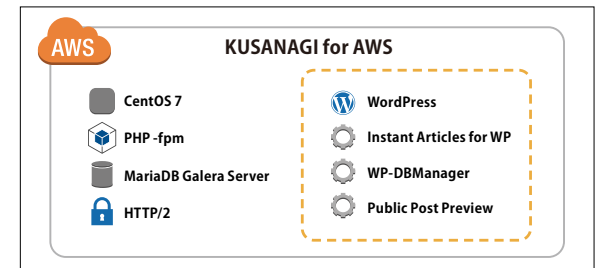 AWS
KUSANAGI for AWS
CentOS 7
PHP -fpm
MariaDB Galera Server
HTTP/2
WordPress
Instant Articles for WP
WP-DBManager
Public Post Preview